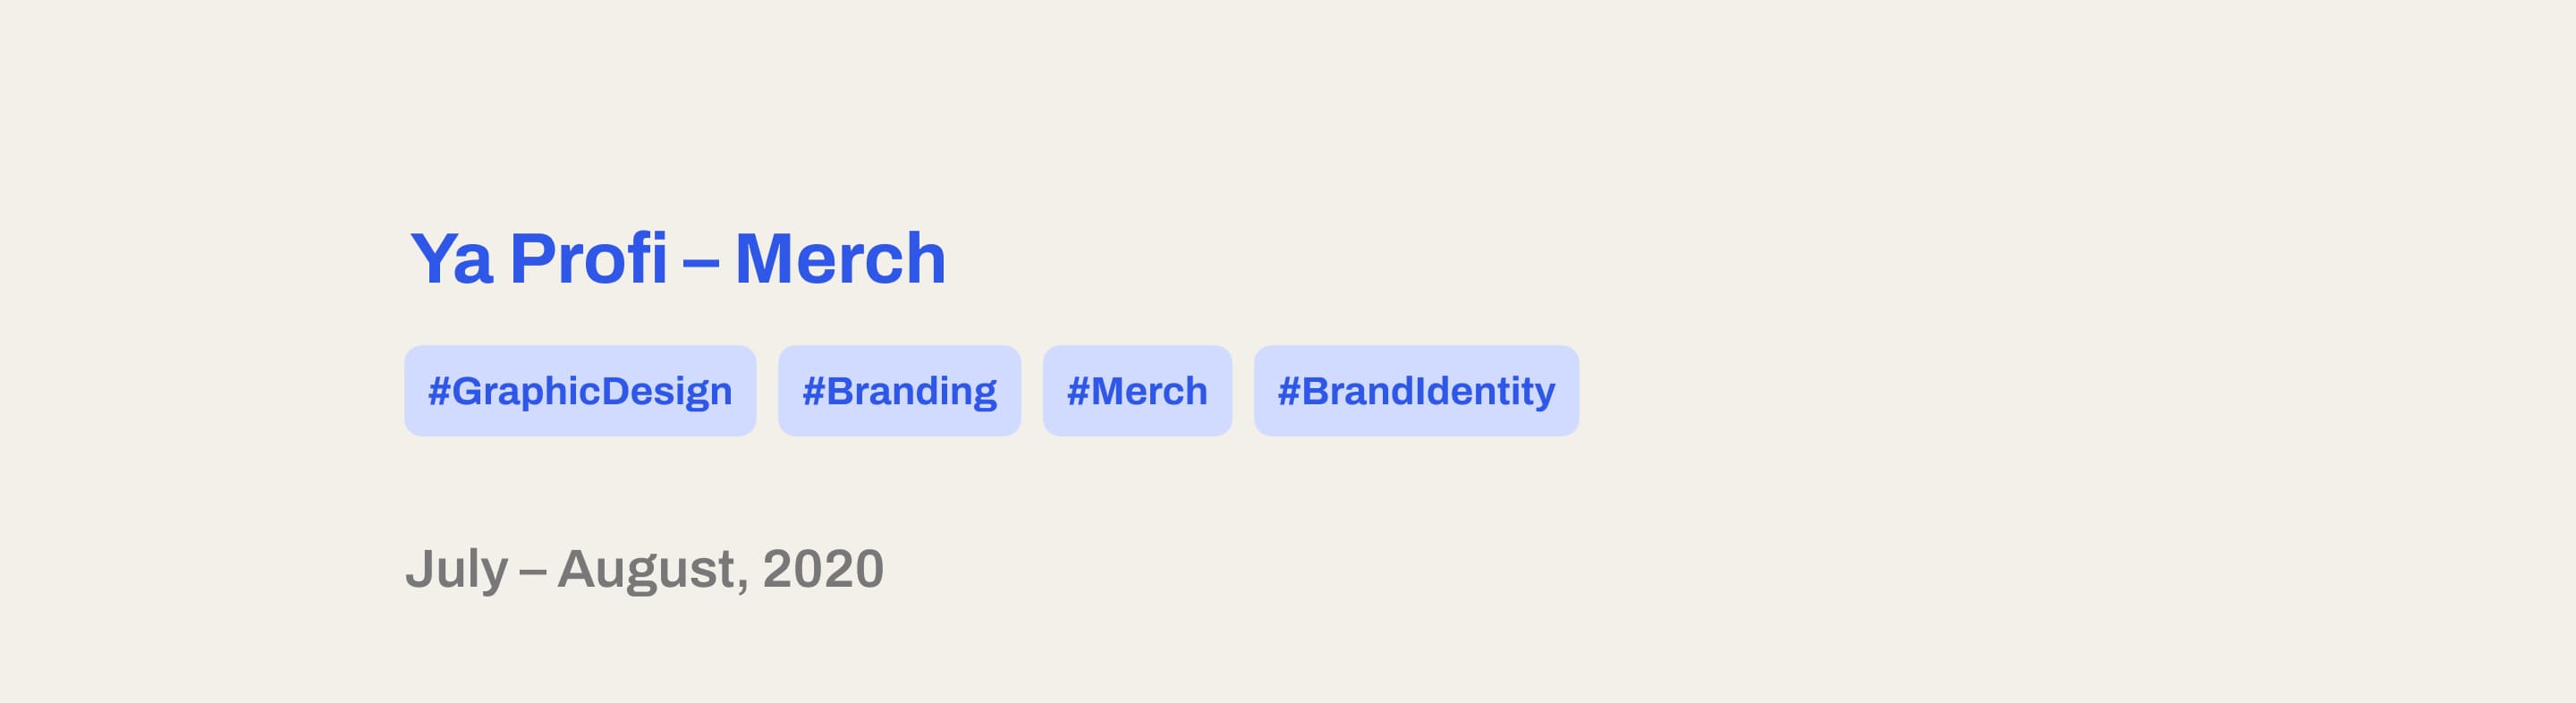 Ya Profi – Merch
#GraphicDesign #Branding #Merch #BrandIdentity
July – August, 2020